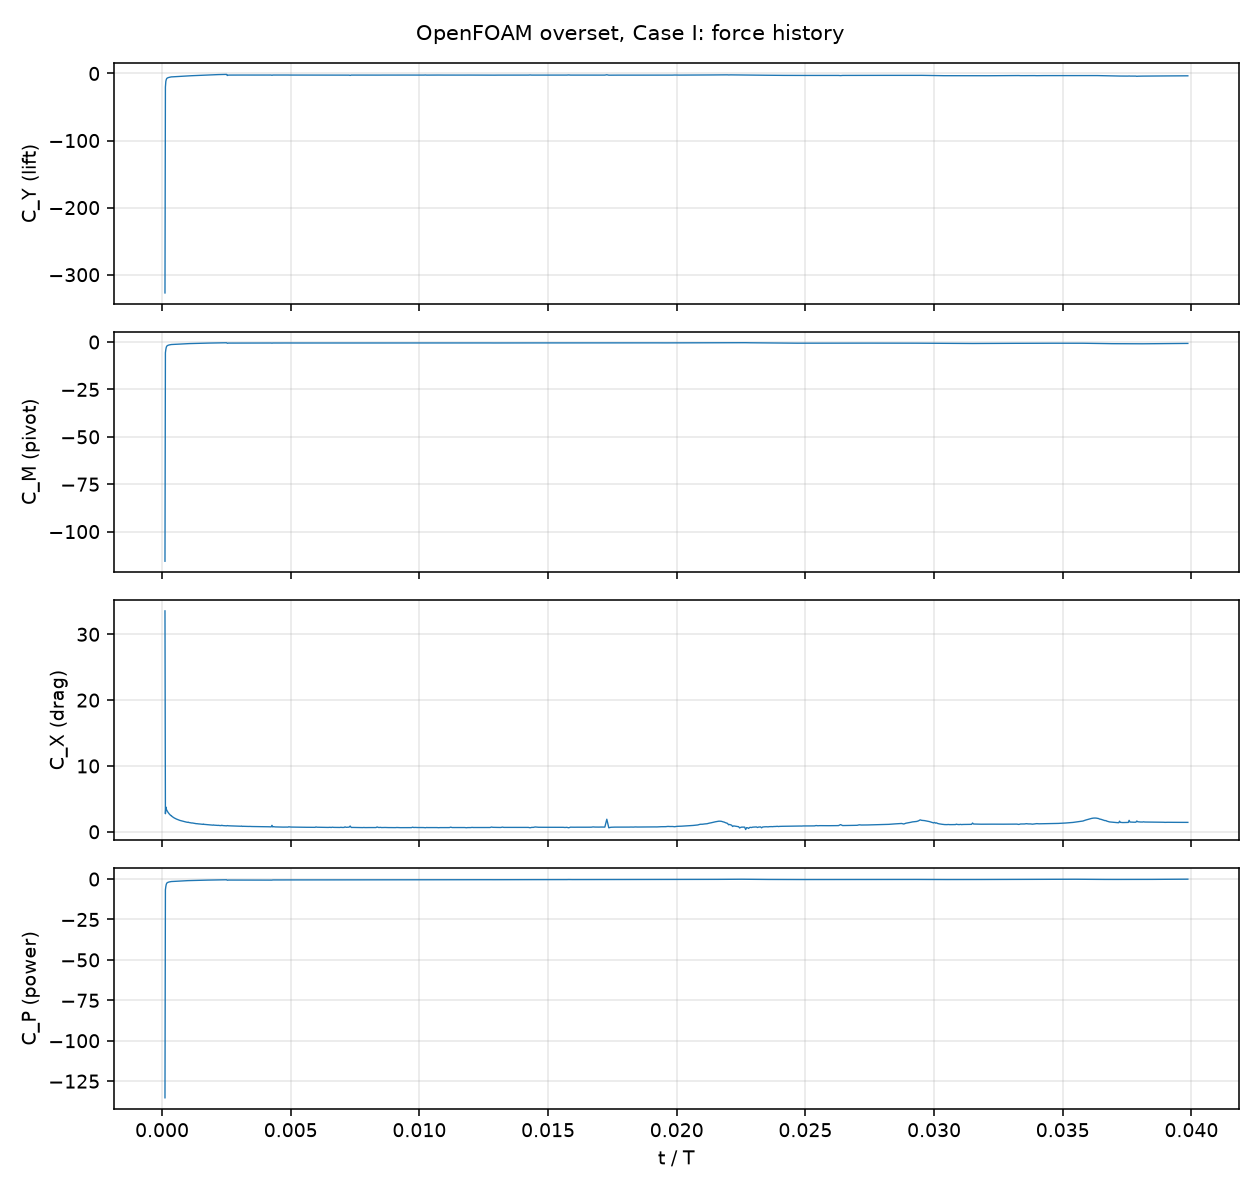 OpenFOAM overset, Case I: force history
C_Y (lift)
0
−100
−200
−300
C_M (pivot)
0
−25
−50
−75
−100
C_X (drag)
30
20
10
0
C_P (power)
0
−25
−50
−75
−100
−125
0.000 0.005 0.010 0.015 0.020 0.025 0.030 0.035 0.040
t / T